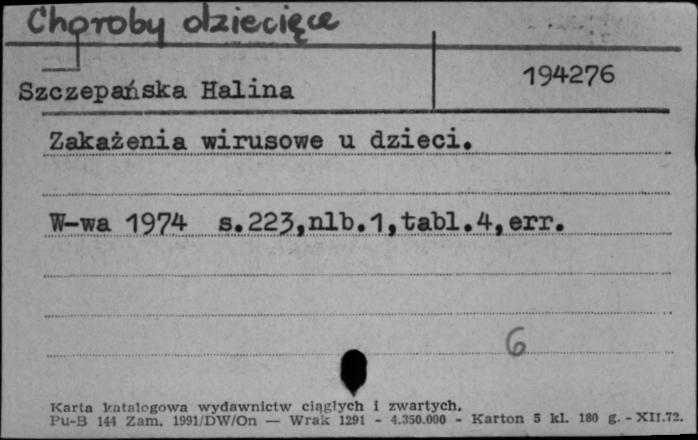 Choroby dziecięce
194276
Szczepańska Halina
Zakażenia wirusowe u dzieci.
W-wa 1974 s.223,nlb.1,tabl.4,err.
6
Karta katalogowa wydawnictw ciągłych i zwartych.
Pu-B 144 Zam. 1991/DW/On — Wrak 1291 - 4.350.000 - Karton 5 kl. 180 g. - XII.72.